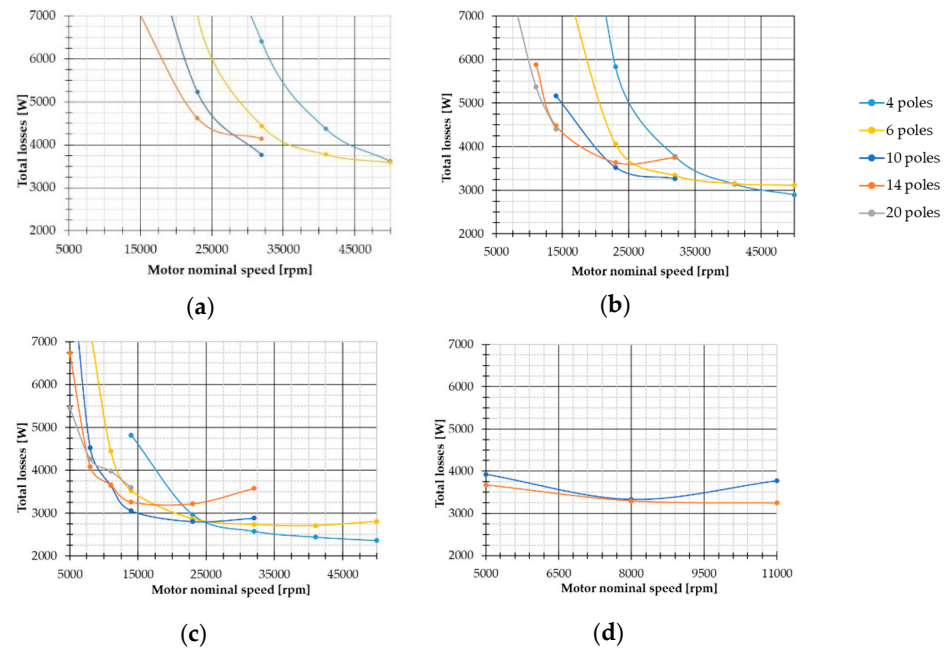 7000
6000
5000
4000
3000
2000
Total losses [W]
5000 15000 25000 35000 45000
Motor nominal speed [rpm]
(a)
7000
6000
5000
4000
3000
2000
Total losses [W]
5000 15000 25000 35000 45000
Motor nominal speed [rpm]
(b)
4 poles
6 poles
10 poles
14 poles
20 poles
7000
6000
5000
4000
3000
2000
Total losses [W]
5000 15000 25000 35000 45000
Motor nominal speed [rpm]
(c)
7000
6000
5000
4000
3000
2000
Total losses [W]
5000 6500 8000 9500 11000
Motor nominal speed [rpm]
(d)